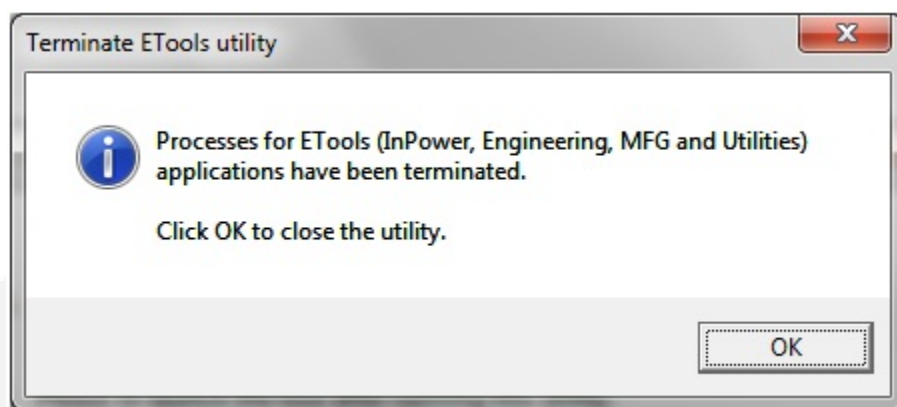 Terminate ETools utility
Processes for ETools (InPower, Engineering, MFG and Utilities)
applications have been terminated.
Click OK to close the utility.
OK